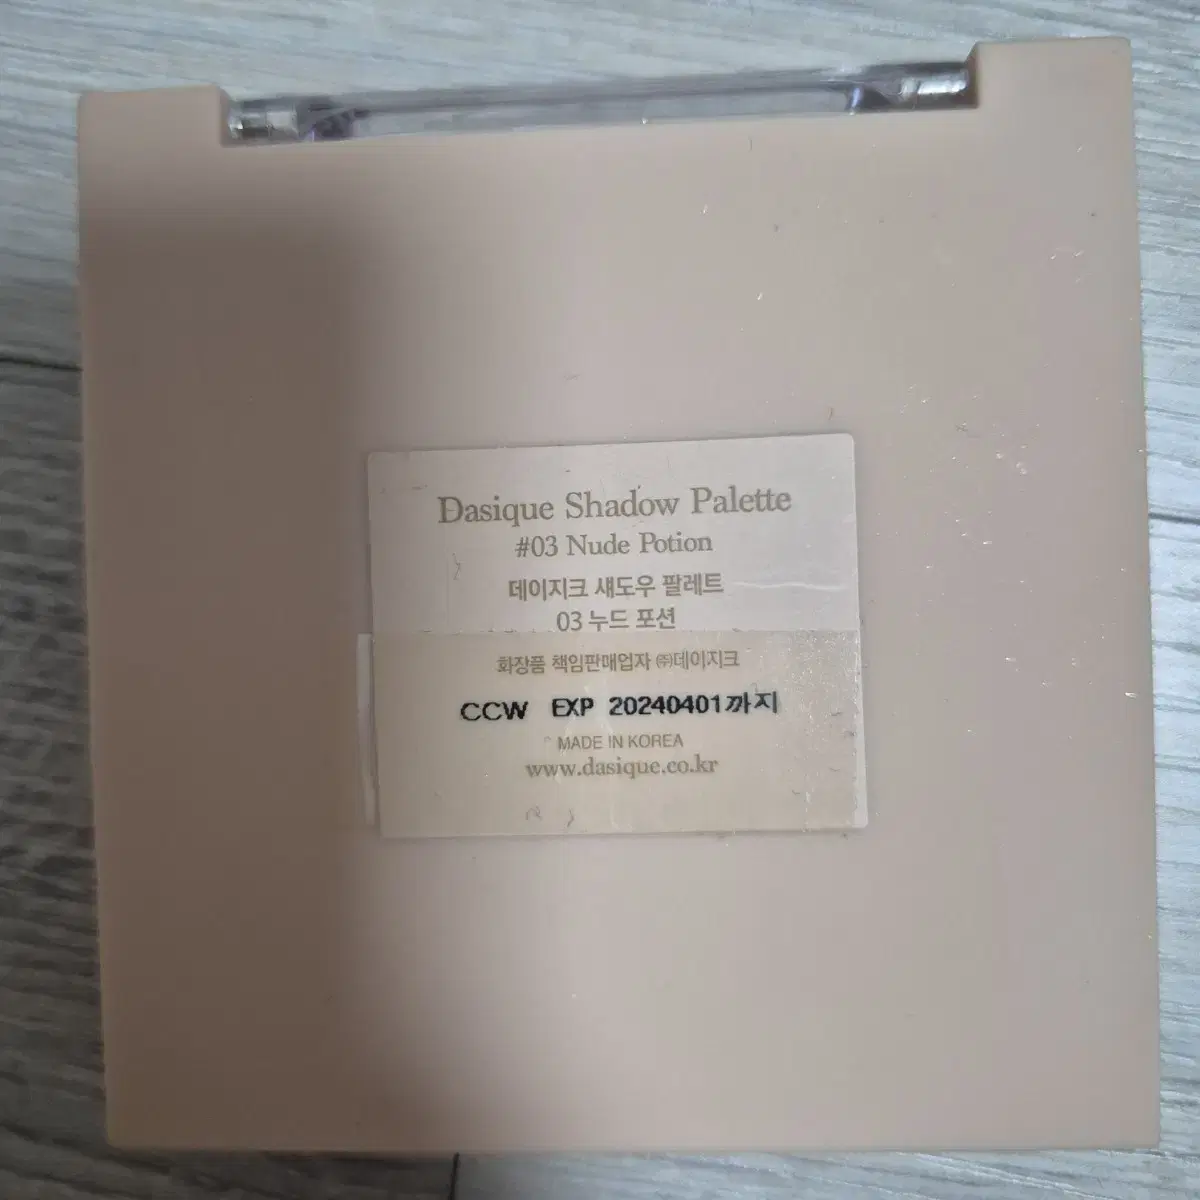 Dasique Shadow Palette
#03 Nude Potion
데이지크 섀도우 팔레트
03 누드 포션
화장품 책임판매업자 ㈜데이지크
CCW EXP 20240401까지
MADE IN KOREA
www.dasique.co.kr